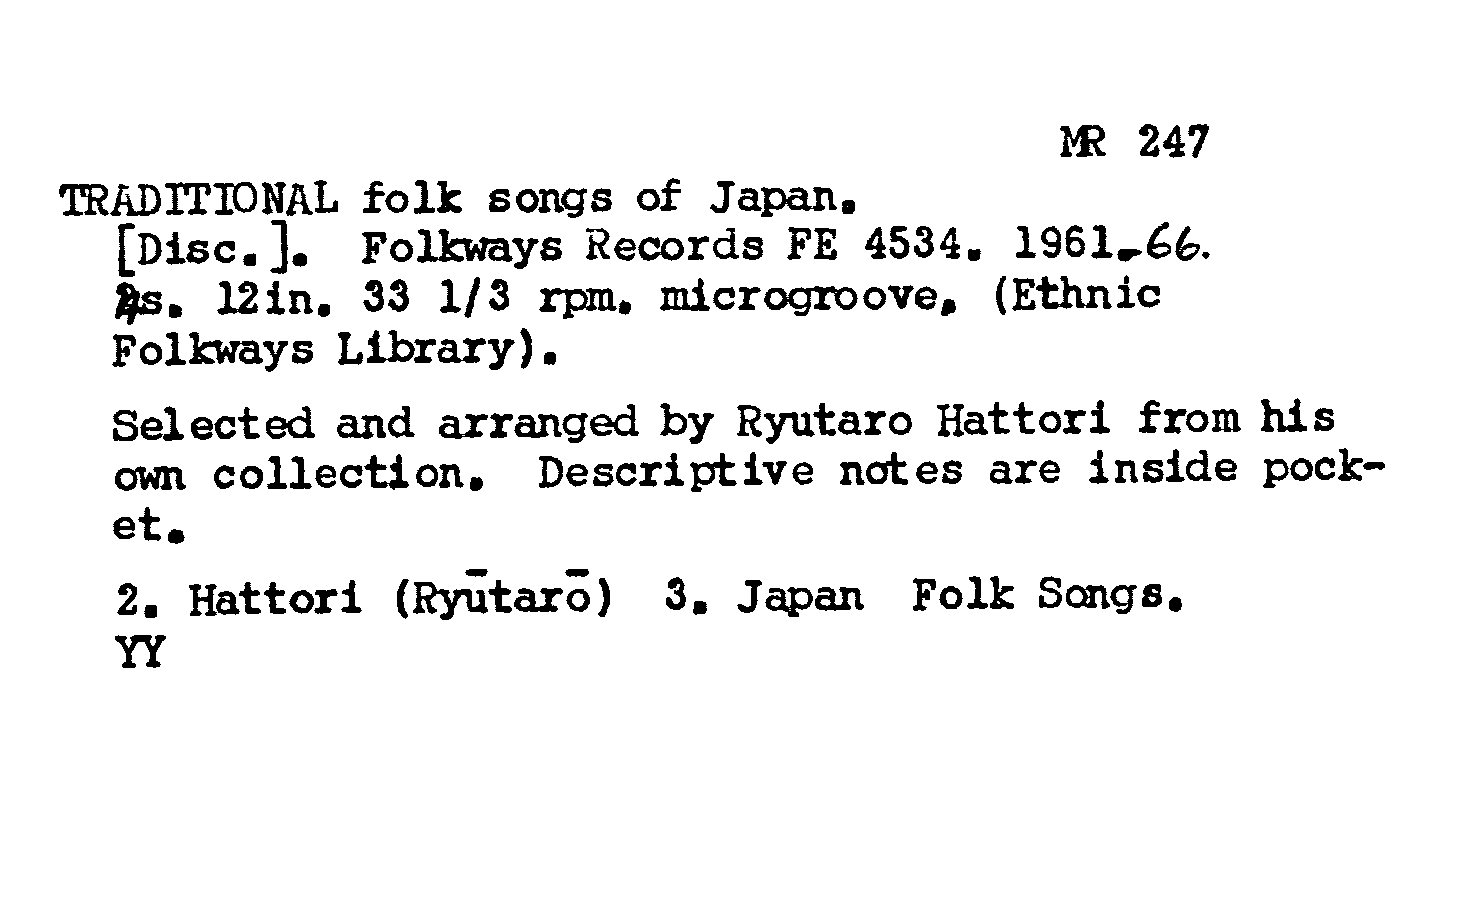 MR 247
TRADITIONAL folk songs of Japan.
[Disc.]. Folkways Records FE 4534. 1961-66.
4s. 12in. 33 1/3 rpm. microgroove. (Ethnic
Folkways Library).
Selected and arranged by Ryutaro Hattori from his
own collection. Descriptive notes are inside pock-
et.
2. Hattori (Ryūtarō) 3. Japan Folk Songs.
YY